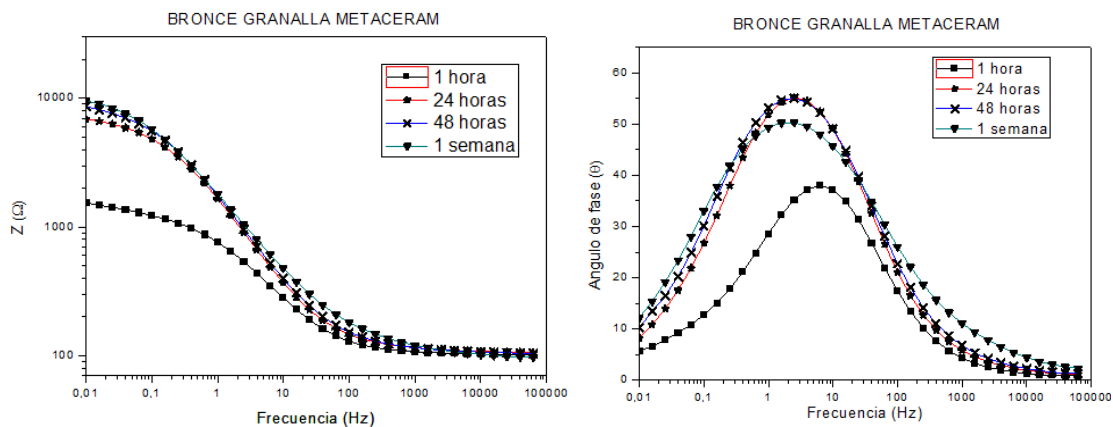 BRONCE GRANALLA METACERAM
Z (Ω)
10000
1000
100
1 hora
24 horas
48 horas
1 semana
0,01 0,1 1 10 100 1000 10000 100000
Frecuencia (Hz)
BRONCE GRANALLA METACERAM
Angulo de fase (θ)
60
50
40
30
20
10
0
1 hora
24 horas
48 horas
1 semana
0,01 0,1 1 10 100 1000 10000 100000
Frecuencia (Hz)